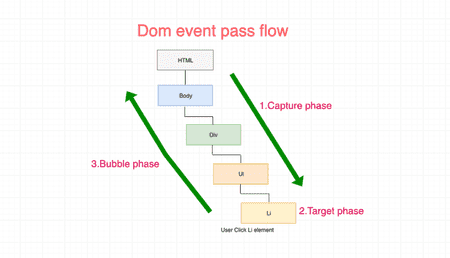 Dom event pass flow
HTML
Body
1.Capture phase
Div
3.Bubble phase
Ul
Li
2.Target phase
User Click Li element